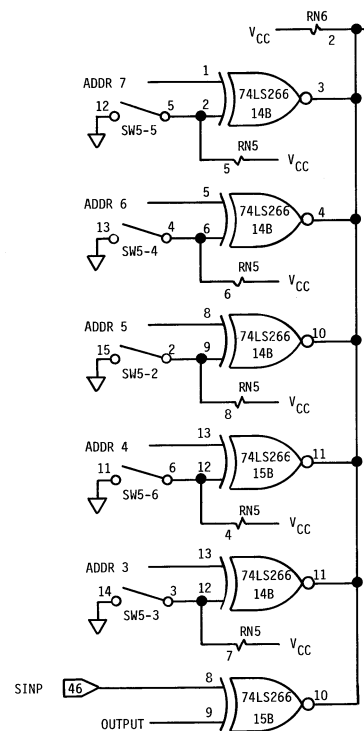 RN6
VCC
2
ADDR 7
1
74LS266
14B
3
12
5
2
SW5-5
RN5
5
VCC
ADDR 6
5
74LS266
14B
4
13
4
6
SW5-4
RN5
6
VCC
ADDR 5
8
74LS266
14B
10
15
2
9
SW5-2
RN5
8
VCC
ADDR 4
13
74LS266
15B
11
11
6
12
SW5-6
RN5
4
VCC
ADDR 3
13
74LS266
14B
11
14
3
12
SW5-3
RN5
7
VCC
SINP
46
8
74LS266
15B
10
OUTPUT
9